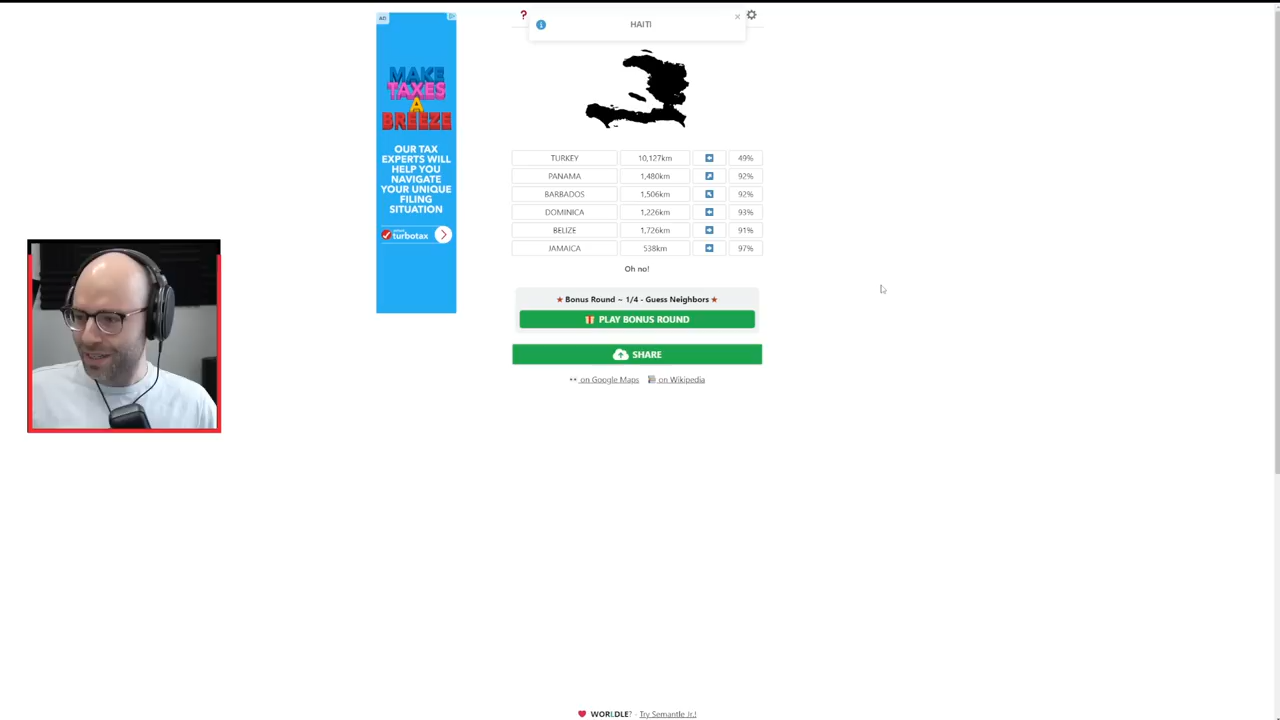 AD
MAKE
TAXES
A
BREEZE
OUR TAX
EXPERTS WILL
HELP YOU
NAVIGATE
YOUR UNIQUE
FILING
SITUATION
turbotax
?
HAITI
×
TURKEY 10,127km 49%
PANAMA 1,480km 92%
BARBADOS 1,506km 92%
DOMINICA 1,226km 93%
BELIZE 1,726km 91%
JAMAICA 538km 97%
Oh no!
★ Bonus Round ~ 1/4 - Guess Neighbors ★
PLAY BONUS ROUND
SHARE
on Google Maps on Wikipedia
WORLDLE? - Try Semantle Jr.!